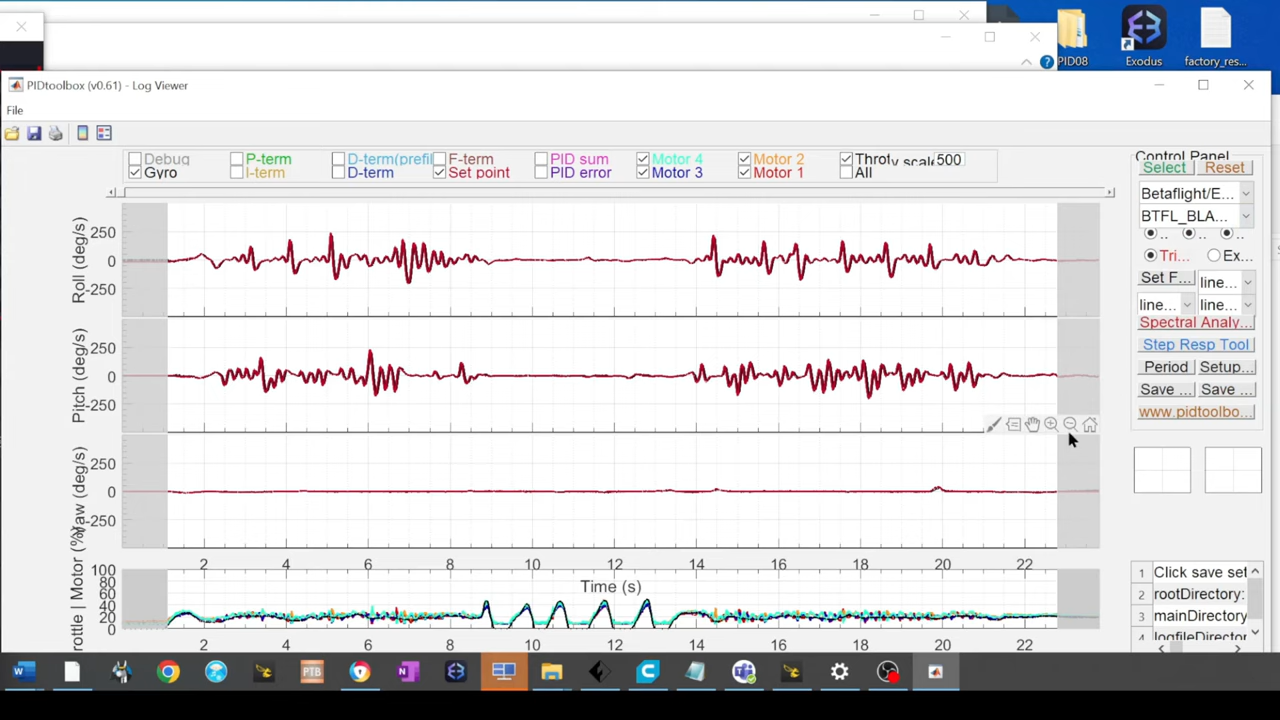 PID08
Exodus
factory_res...
PIDtoolbox (v0.61) - Log Viewer
File
Debug
P-term
D-term(prefil
F-term
PID sum
Motor 4
Motor 2
Throt
y scale
500
Gyro
I-term
D-term
Set point
PID error
Motor 3
Motor 1
All
Control Panel
Select
Reset
Betaflight/E...
BTFL_BLA...
..
..
..
Tri...
Ex...
Set F...
line...
line...
line...
Spectral Analy...
Step Resp Tool
Period
Setup...
Save ...
Save ...
www.pidtoolbo...
Roll (deg/s)
250
0
-250
Pitch (deg/s)
250
0
-250
Yaw (deg/s)
250
0
-250
2 4 6 8 10 12 14 16 18 20 22
Time (s)
rottle | Motor (%)
100
80
60
40
20
0
2 4 6 8 10 12 14 16 18 20 22
1 Click save set
2 rootDirectory:
3 mainDirectory
4 logfileDirector
PTB